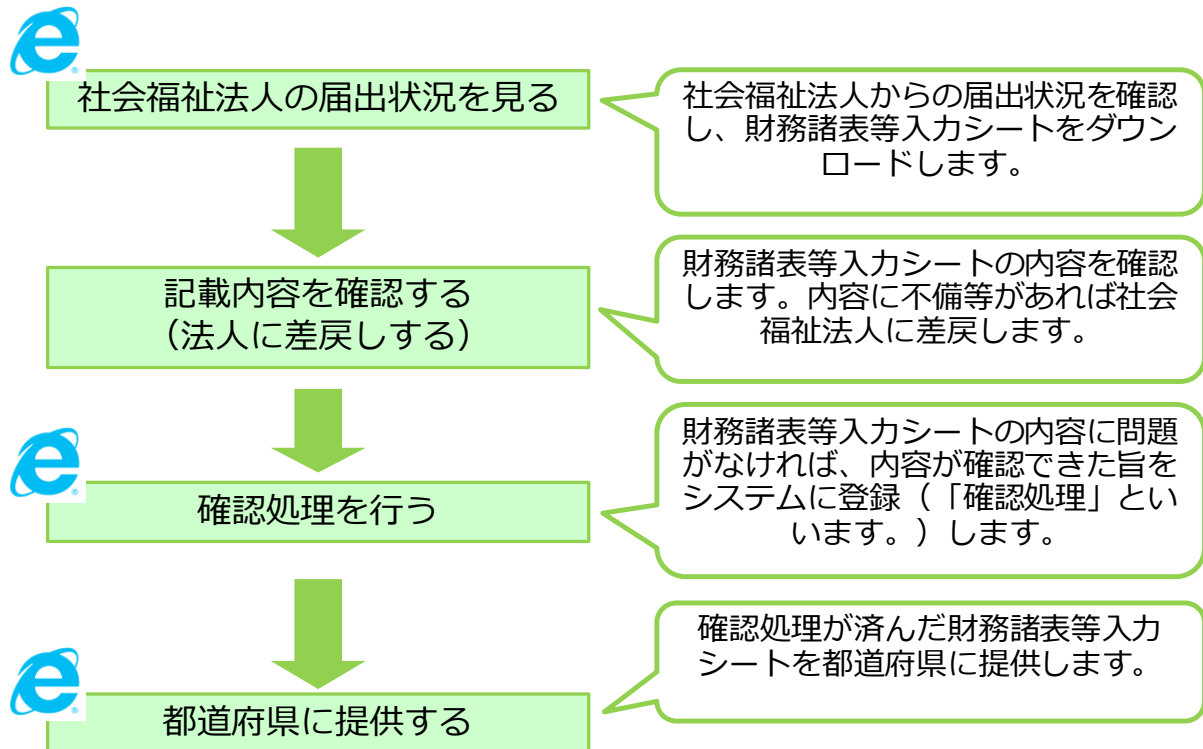 社会福祉法人の届出状況を見る
社会福祉法人からの届出状況を確認
し、財務諸表等入力シートをダウン
ロードします。
記載内容を確認する
（法人に差戻しする）
財務諸表等入力シートの内容を確認
します。内容に不備等があれば社会
福祉法人に差戻します。
確認処理を行う
財務諸表等入力シートの内容に問題
がなければ、内容が確認できた旨を
システムに登録（「確認処理」とい
います。）します。
都道府県に提供する
確認処理が済んだ財務諸表等入力
シートを都道府県に提供します。